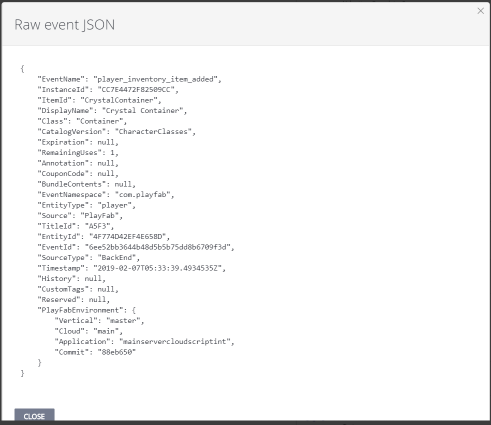 ×
Raw event JSON
{
"EventName": "player_inventory_item_added",
"InstanceId": "CC7E4472F82509CC",
"ItemId": "CrystalContainer",
"DisplayName": "Crystal Container",
"Class": "Container",
"CatalogVersion": "CharacterClasses",
"Expiration": null,
"RemainingUses": 1,
"Annotation": null,
"CouponCode": null,
"BundleContents": null,
"EventNamespace": "com.playfab",
"EntityType": "player",
"Source": "PlayFab",
"TitleId": "A5F3",
"EntityId": "4F774D42EF4E658D",
"EventId": "6ee52bb3644b48d5b5b75dd8b6709f3d",
"SourceType": "BackEnd",
"Timestamp": "2019-02-07T05:33:39.4934535Z",
"History": null,
"CustomTags": null,
"Reserved": null,
"PlayFabEnvironment": {
"Vertical": "master",
"Cloud": "main",
"Application": "mainservercloudscriptint",
"Commit": "88eb650"
}
}
CLOSE